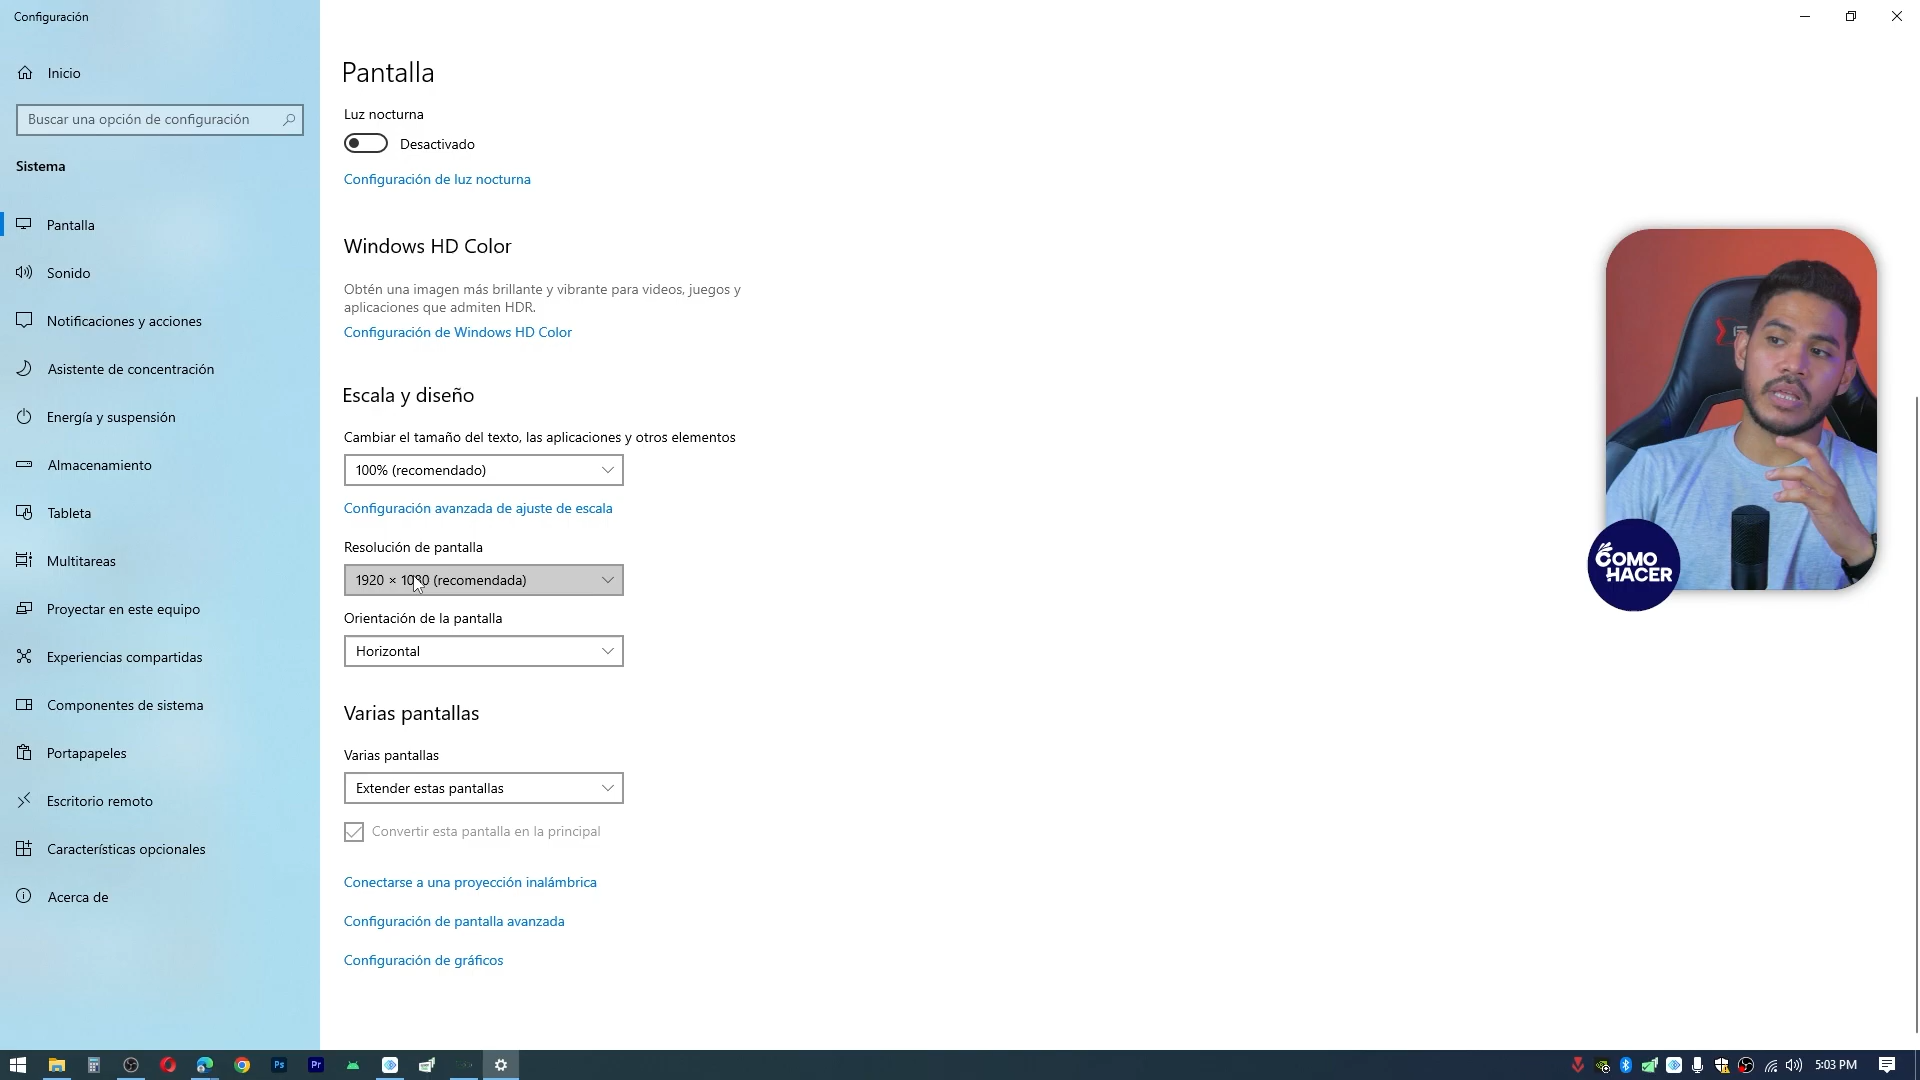 Configuración
Inicio
Buscar una opción de configuración
Sistema
Pantalla
Sonido
Notificaciones y acciones
Asistente de concentración
Energía y suspensión
Almacenamiento
Tableta
Multitareas
Proyectar en este equipo
Experiencias compartidas
Componentes de sistema
Portapapeles
Escritorio remoto
Características opcionales
Acerca de
Pantalla
Luz nocturna
Desactivado
Configuración de luz nocturna
Windows HD Color
Obtén una imagen más brillante y vibrante para videos, juegos y
aplicaciones que admiten HDR.
Configuración de Windows HD Color
Escala y diseño
Cambiar el tamaño del texto, las aplicaciones y otros elementos
100% (recomendado)
Configuración avanzada de ajuste de escala
Resolución de pantalla
1920 × 1080 (recomendada)
Orientación de la pantalla
Horizontal
Varias pantallas
Varias pantallas
Extender estas pantallas
Convertir esta pantalla en la principal
Conectarse a una proyección inalámbrica
Configuración de pantalla avanzada
Configuración de gráficos
COMO
HACER
Ps
Pr
5:03 PM